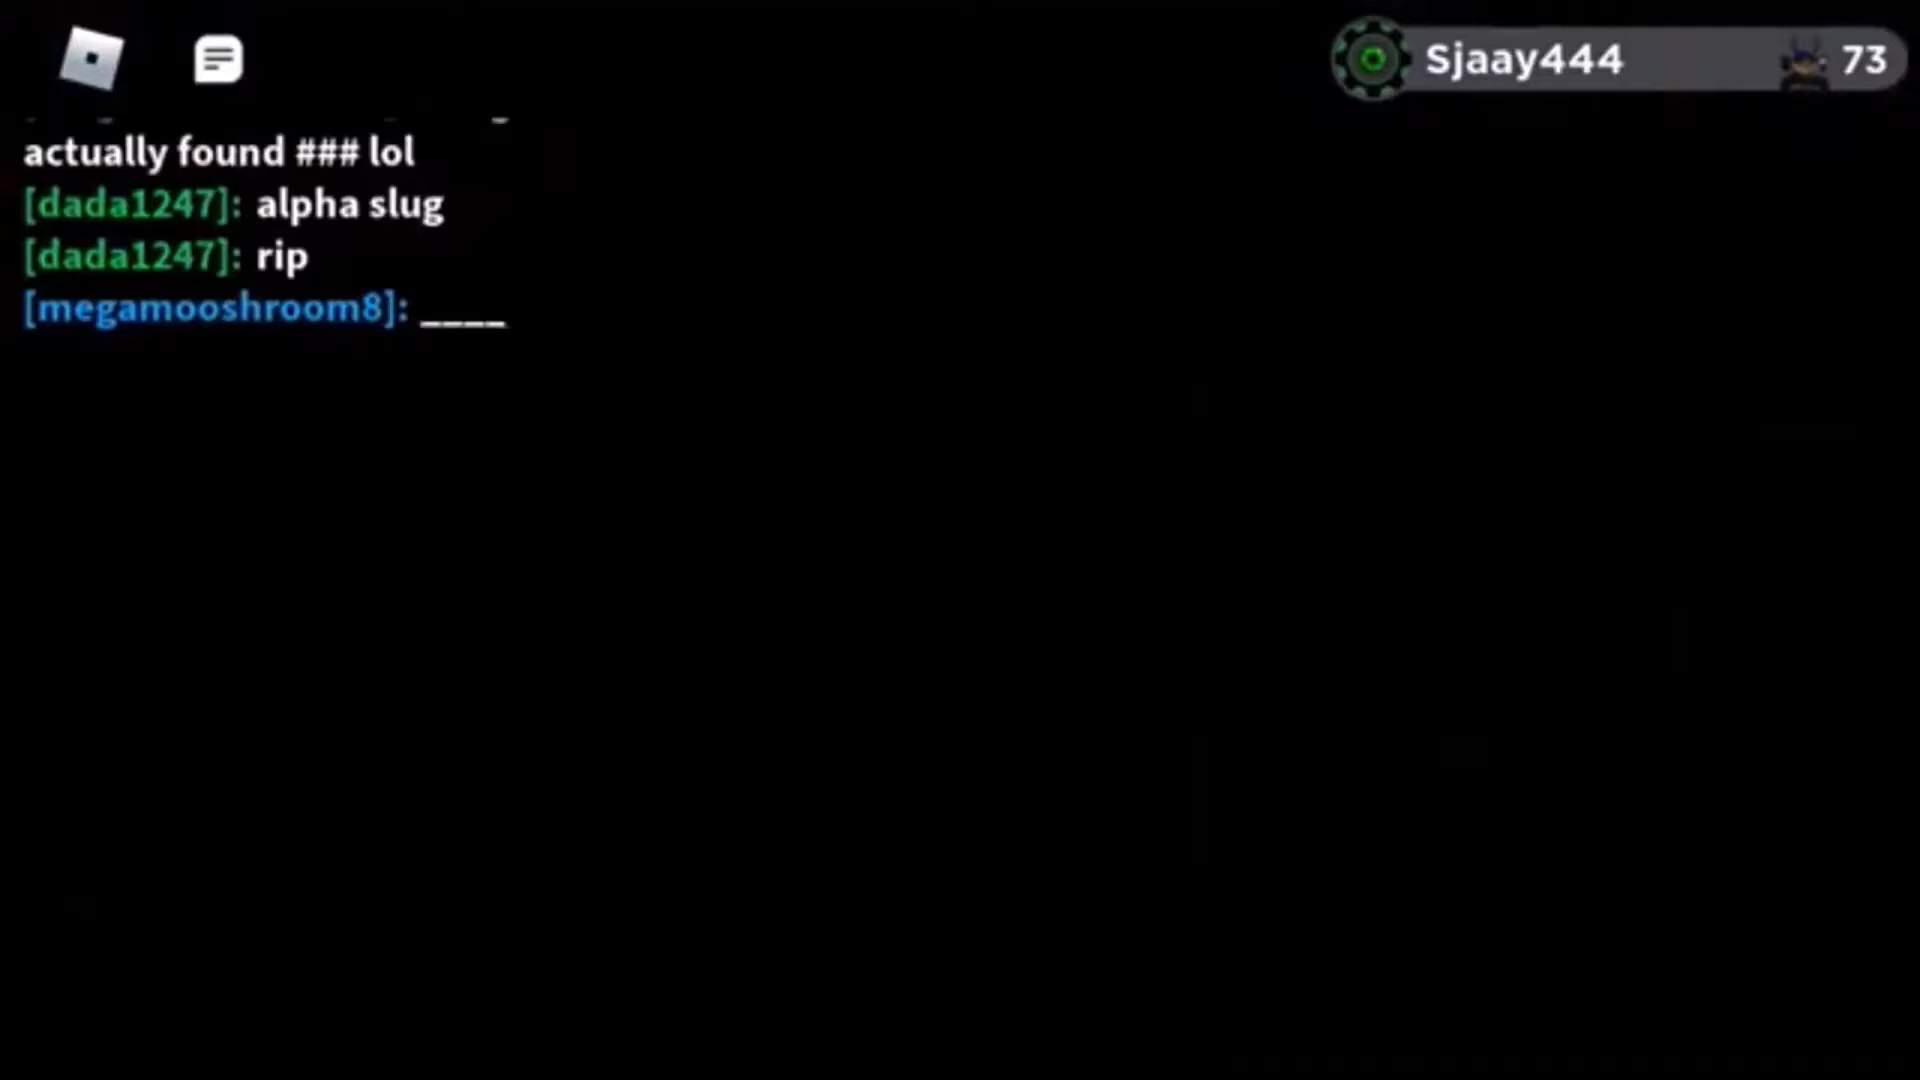 Sjaay444 73
actually found ### lol
[dada1247]: alpha slug
[dada1247]: rip
[megamooshroom8]: ____